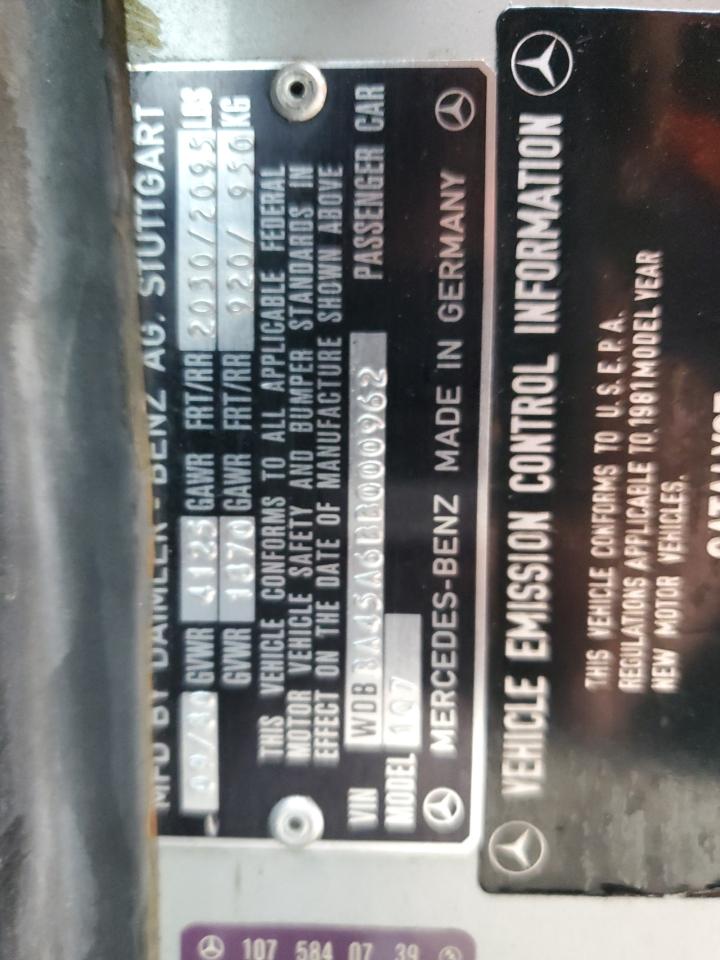 MFD BY DAIMLER - BENZ AG. STUTTGART
09/80 GVWR 4125 GAWR FRT/RR 2030/2095 LBS
GVWR 1870 GAWR FRT/RR 920/ 950 KG
THIS VEHICLE CONFORMS TO ALL APPLICABLE FEDERAL
MOTOR VEHICLE SAFETY AND BUMPER STANDARDS IN
EFFECT ON THE DATE OF MANUFACTURE SHOWN ABOVE
VIN WDB BA45A6BB000962 PASSENGER CAR
MODEL 107
MERCEDES-BENZ MADE IN GERMANY
VEHICLE EMISSION CONTROL INFORMATION
THIS VEHICLE CONFORMS TO U.S.E.P.A.
REGULATIONS APPLICABLE TO 1981 MODEL YEAR
NEW MOTOR VEHICLES.
107 584 07 39